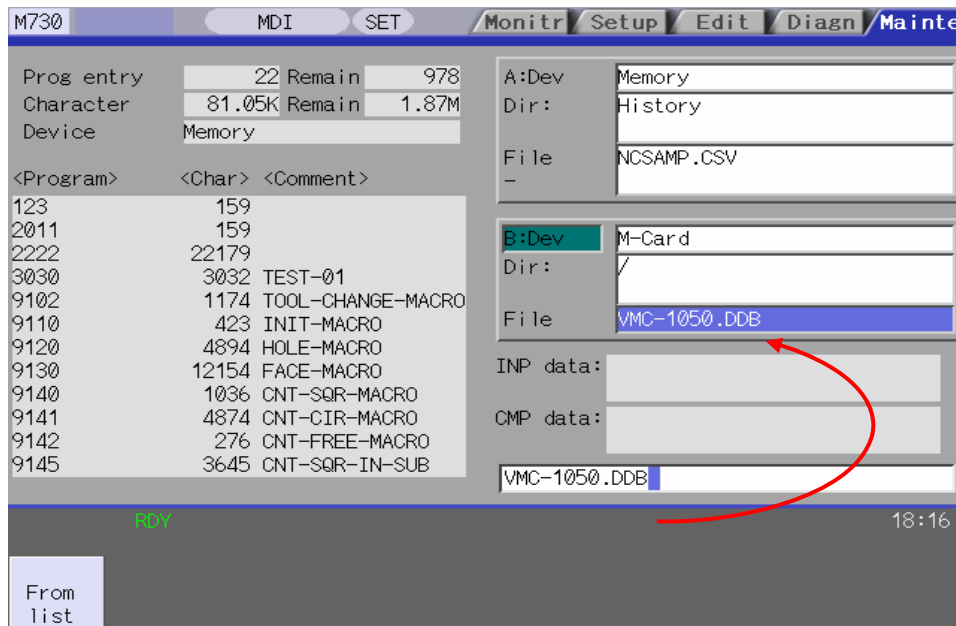 M730 MDI SET Monitr Setup Edit Diagn Mainte
Prog entry 22 Remain 978
Character 81.05K Remain 1.87M
Device Memory
<Program> <Char> <Comment>
123 159
2011 159
2222 22179
3030 3032 TEST-01
9102 1174 TOOL-CHANGE-MACRO
9110 423 INIT-MACRO
9120 4894 HOLE-MACRO
9130 12154 FACE-MACRO
9140 1036 CNT-SQR-MACRO
9141 4874 CNT-CIR-MACRO
9142 276 CNT-FREE-MACRO
9145 3645 CNT-SQR-IN-SUB
A:Dev Memory
Dir: History
File NCSAMP.CSV
–
B:Dev M-Card
Dir: /
File VMC-1050.DDB
INP data:
CMP data:
VMC-1050.DDB
RDY 18:16
From
list